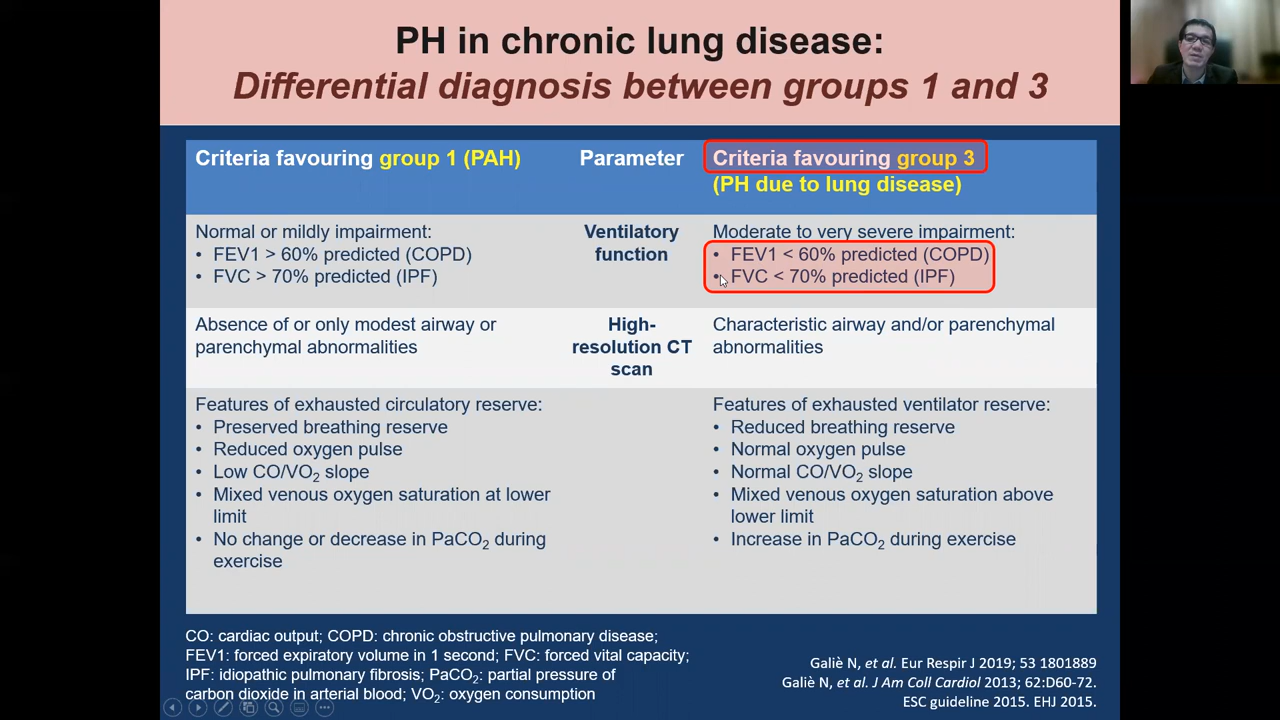 PH in chronic lung disease:
Differential diagnosis between groups 1 and 3
Criteria favouring group 1 (PAH)
Parameter
Criteria favouring group 3
(PH due to lung disease)
Normal or mildly impairment:
• FEV1 > 60% predicted (COPD)
• FVC > 70% predicted (IPF)
Ventilatory
function
Moderate to very severe impairment:
• FEV1 < 60% predicted (COPD)
• FVC < 70% predicted (IPF)
Absence of or only modest airway or
parenchymal abnormalities
High-
resolution CT
scan
Characteristic airway and/or parenchymal
abnormalities
Features of exhausted circulatory reserve:
• Preserved breathing reserve
• Reduced oxygen pulse
• Low CO/VO₂ slope
• Mixed venous oxygen saturation at lower
limit
• No change or decrease in PaCO₂ during
exercise
Features of exhausted ventilator reserve:
• Reduced breathing reserve
• Normal oxygen pulse
• Normal CO/VO₂ slope
• Mixed venous oxygen saturation above
lower limit
• Increase in PaCO₂ during exercise
CO: cardiac output; COPD: chronic obstructive pulmonary disease;
FEV1: forced expiratory volume in 1 second; FVC: forced vital capacity;
IPF: idiopathic pulmonary fibrosis; PaCO₂: partial pressure of
carbon dioxide in arterial blood; VO₂: oxygen consumption
Galiè N, et al. Eur Respir J 2019; 53 1801889
Galiè N, et al. J Am Coll Cardiol 2013; 62:D60-72.
ESC guideline 2015. EHJ 2015.